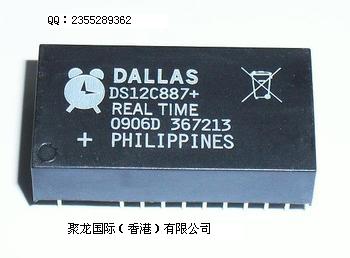 QQ：2355289362
DALLAS
DS12C887+
REAL TIME
0906D 367213
+ PHILIPPINES
聚龙国际（香港）有限公司